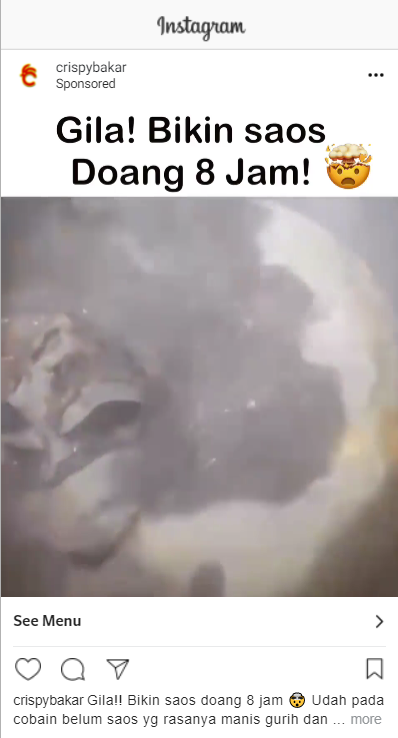 Instagram
crispybakar
Sponsored
Gila! Bikin saos
Doang 8 Jam! 🤯
See Menu
crispybakar Gila!! Bikin saos doang 8 jam 🤯 Udah pada
cobain belum saos yg rasanya manis gurih dan ... more